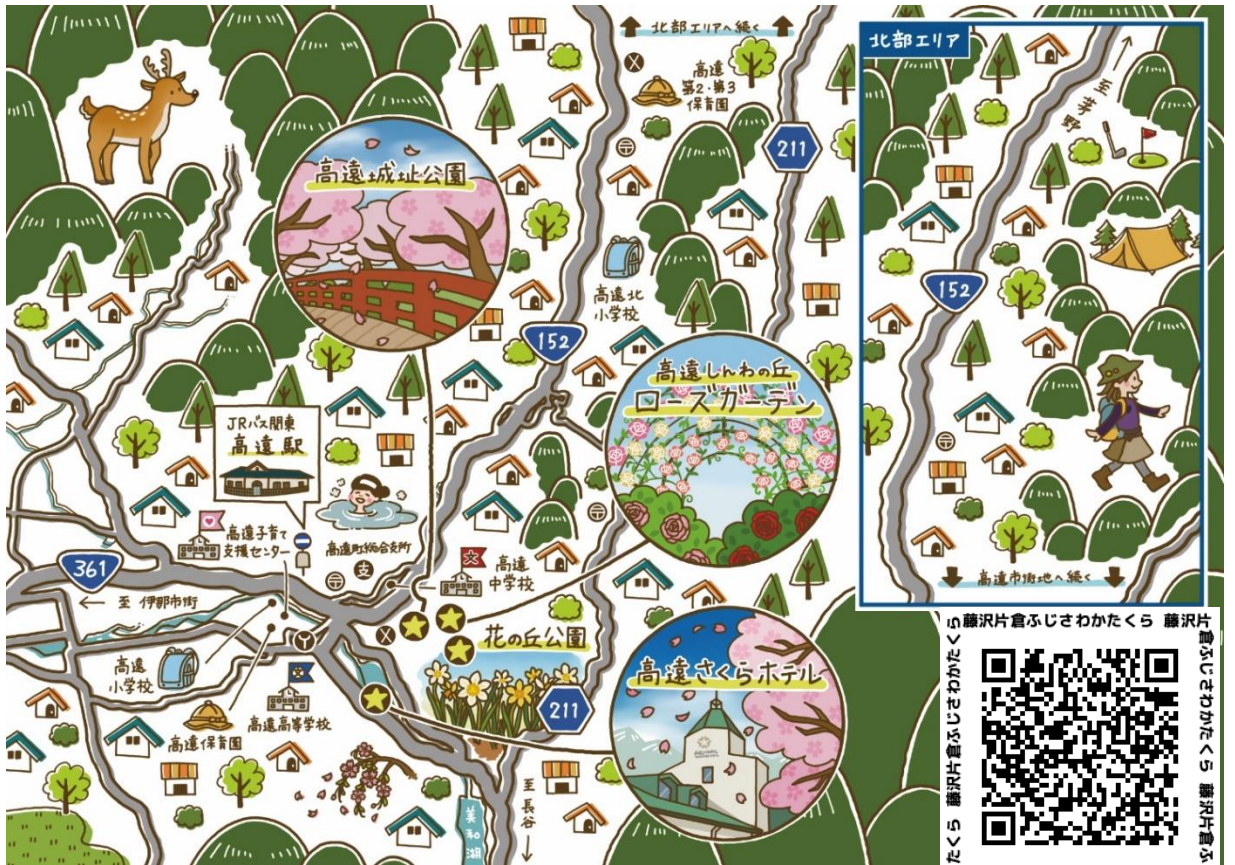 北部エリアへ続く
高遠
第2・第3
保育園
211
高遠城址公園
高遠北
小学校
152
高遠しんわの丘
ローズガーデン
JRバス関東
高遠駅
高遠子育て
支援センター
高遠町総合支所
支
高遠
中学校
361
← 至 伊那市街
花の丘公園
高遠
小学校
高遠保育園
高遠高等学校
高遠さくらホテル
211
美和湖
至長谷
北部エリア
至茅野
152
高遠市街地へ続く
藤沢片倉ふじさわかたくら 藤沢片
倉ふじさわかたくら 藤沢片倉ふ
たくら 藤沢片倉ふじさわかたくら